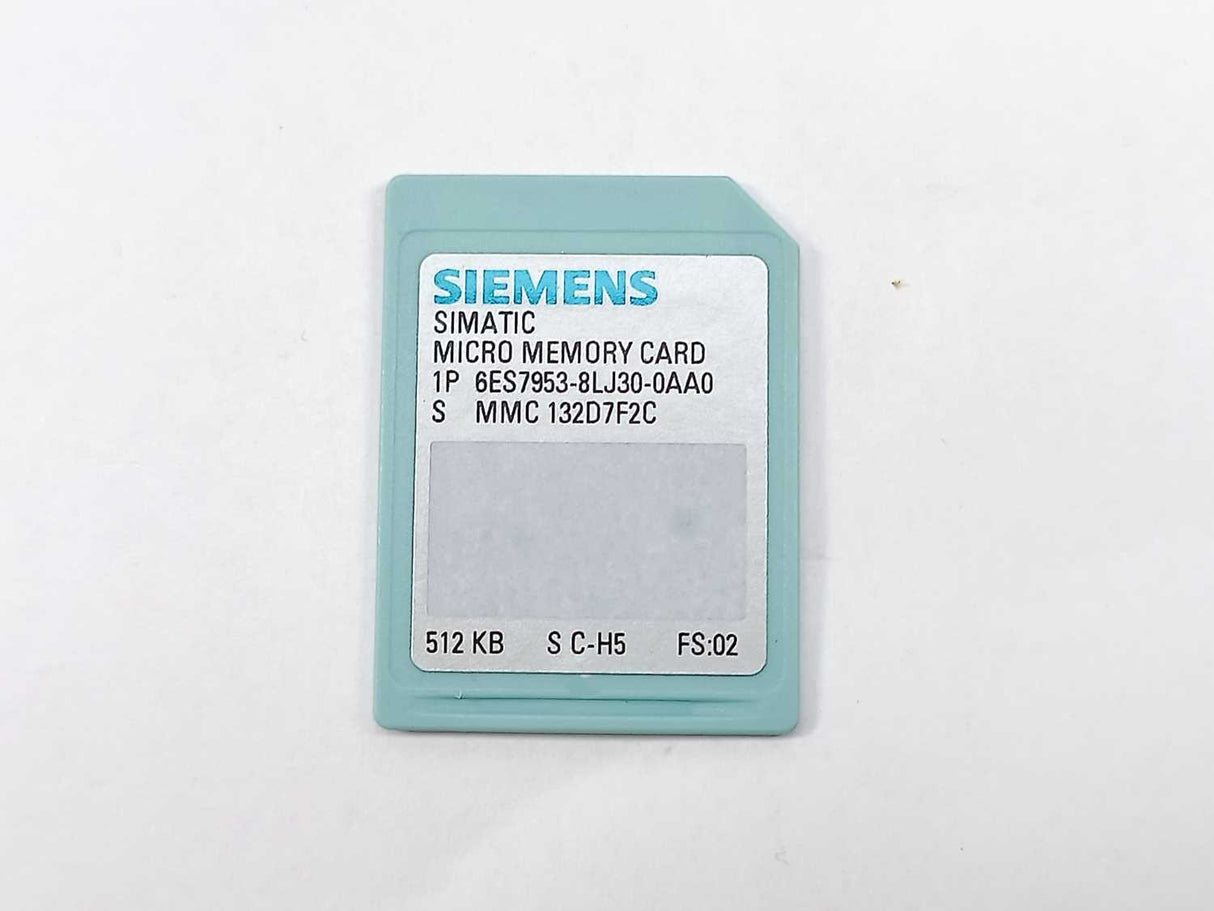 SIEMENS
SIMATIC
MICRO MEMORY CARD
1P 6ES7953-8LJ30-0AA0
S MMC 132D7F2C
512 KB S C-H5 FS:02